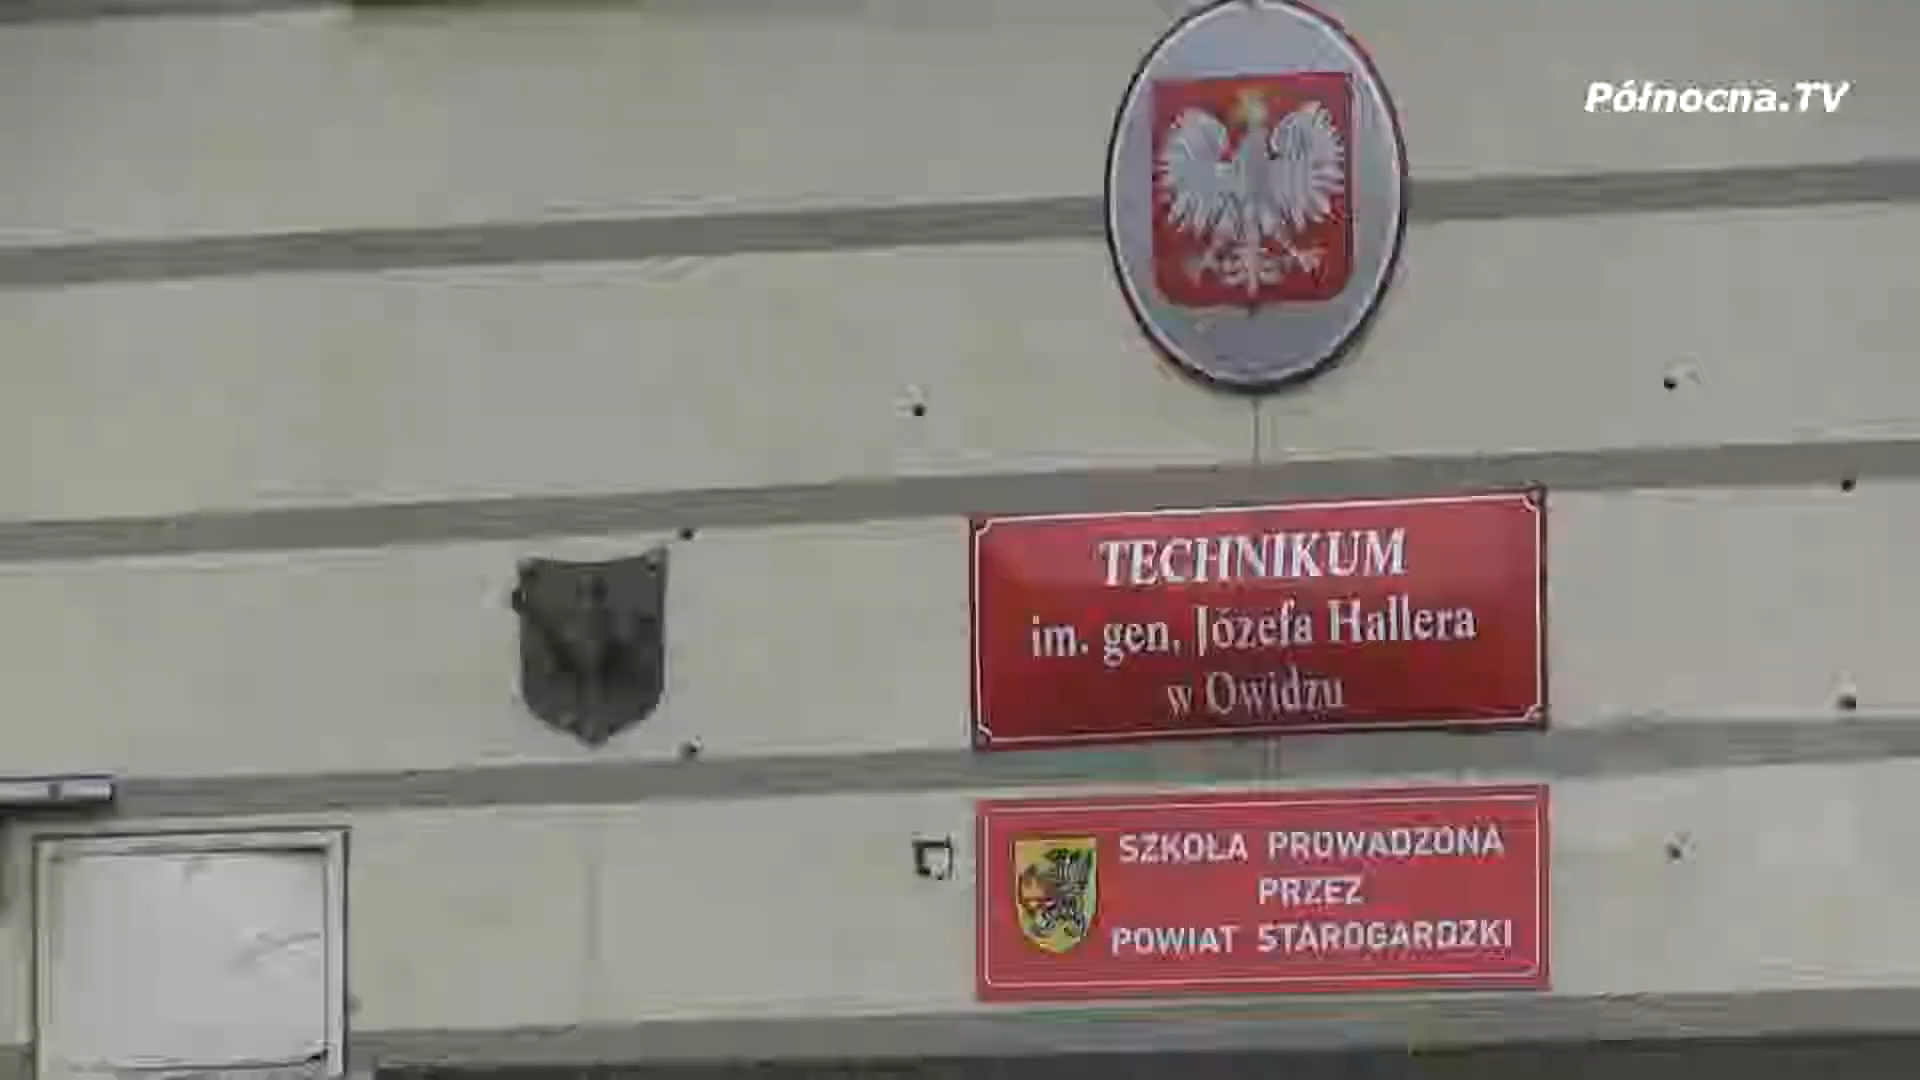 Północna.TV
TECHNIKUM
im. gen. Józefa Hallera
w Owidzu
SZKOŁA PROWADZONA
PRZEZ
POWIAT STAROGARDZKI